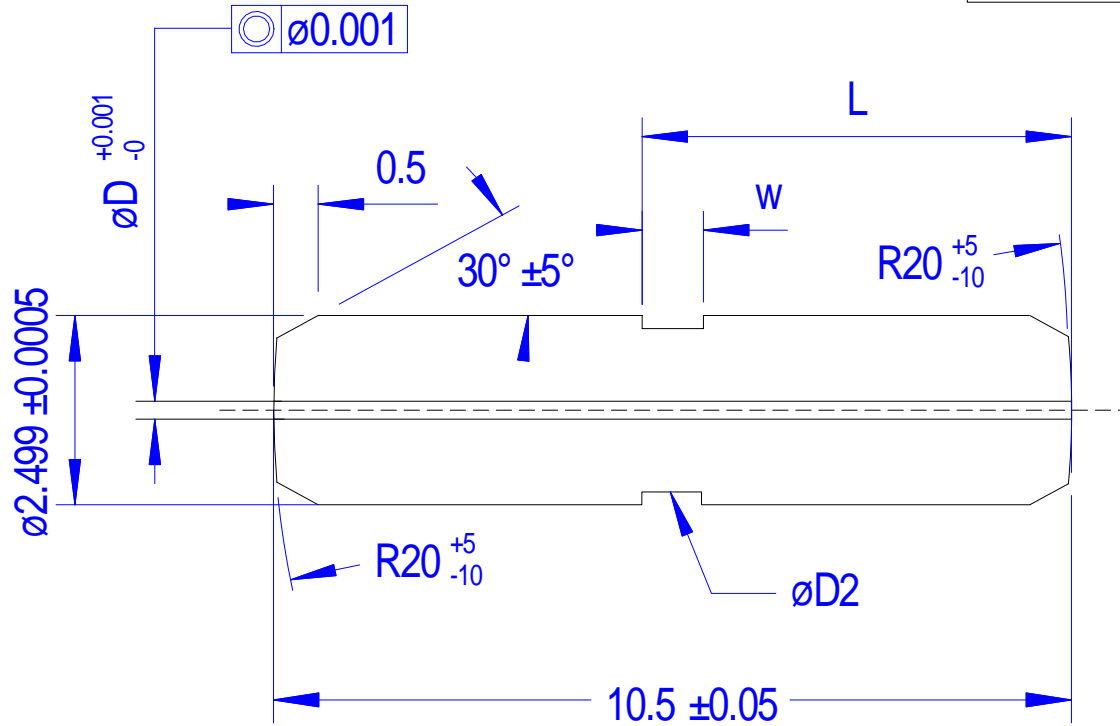 ø0.001
L
+0.001
øD -0
0.5
w
30° ±5°
R20 +5
-10
ø2.499 ±0.0005
R20 +5
-10
øD2
10.5 ±0.05